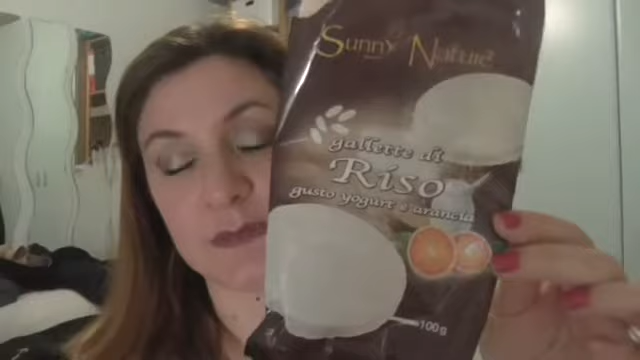 Sunny Nature
gallette di
Riso
gusto yogurt e arancia
100g